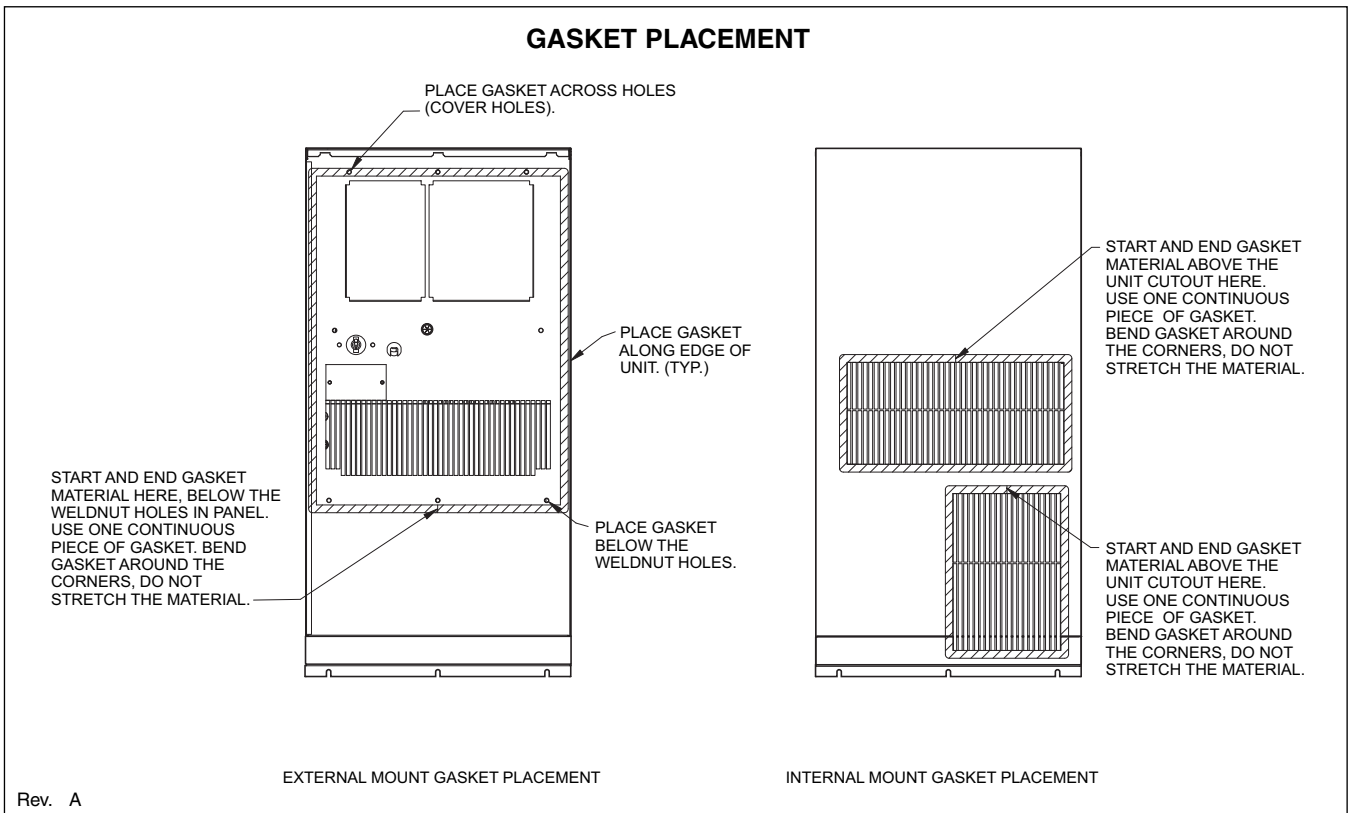 GASKET PLACEMENT
PLACE GASKET ACROSS HOLES
(COVER HOLES).
PLACE GASKET
ALONG EDGE OF
UNIT. (TYP.)
START AND END GASKET
MATERIAL HERE, BELOW THE
WELDNUT HOLES IN PANEL.
USE ONE CONTINUOUS
PIECE OF GASKET. BEND
GASKET AROUND THE
CORNERS, DO NOT
STRETCH THE MATERIAL.
PLACE GASKET
BELOW THE
WELDNUT HOLES.
EXTERNAL MOUNT GASKET PLACEMENT
START AND END GASKET
MATERIAL ABOVE THE
UNIT CUTOUT HERE.
USE ONE CONTINUOUS
PIECE OF GASKET.
BEND GASKET AROUND
THE CORNERS, DO NOT
STRETCH THE MATERIAL.
START AND END GASKET
MATERIAL ABOVE THE
UNIT CUTOUT HERE.
USE ONE CONTINUOUS
PIECE OF GASKET.
BEND GASKET AROUND
THE CORNERS, DO NOT
STRETCH THE MATERIAL.
INTERNAL MOUNT GASKET PLACEMENT
Rev. A